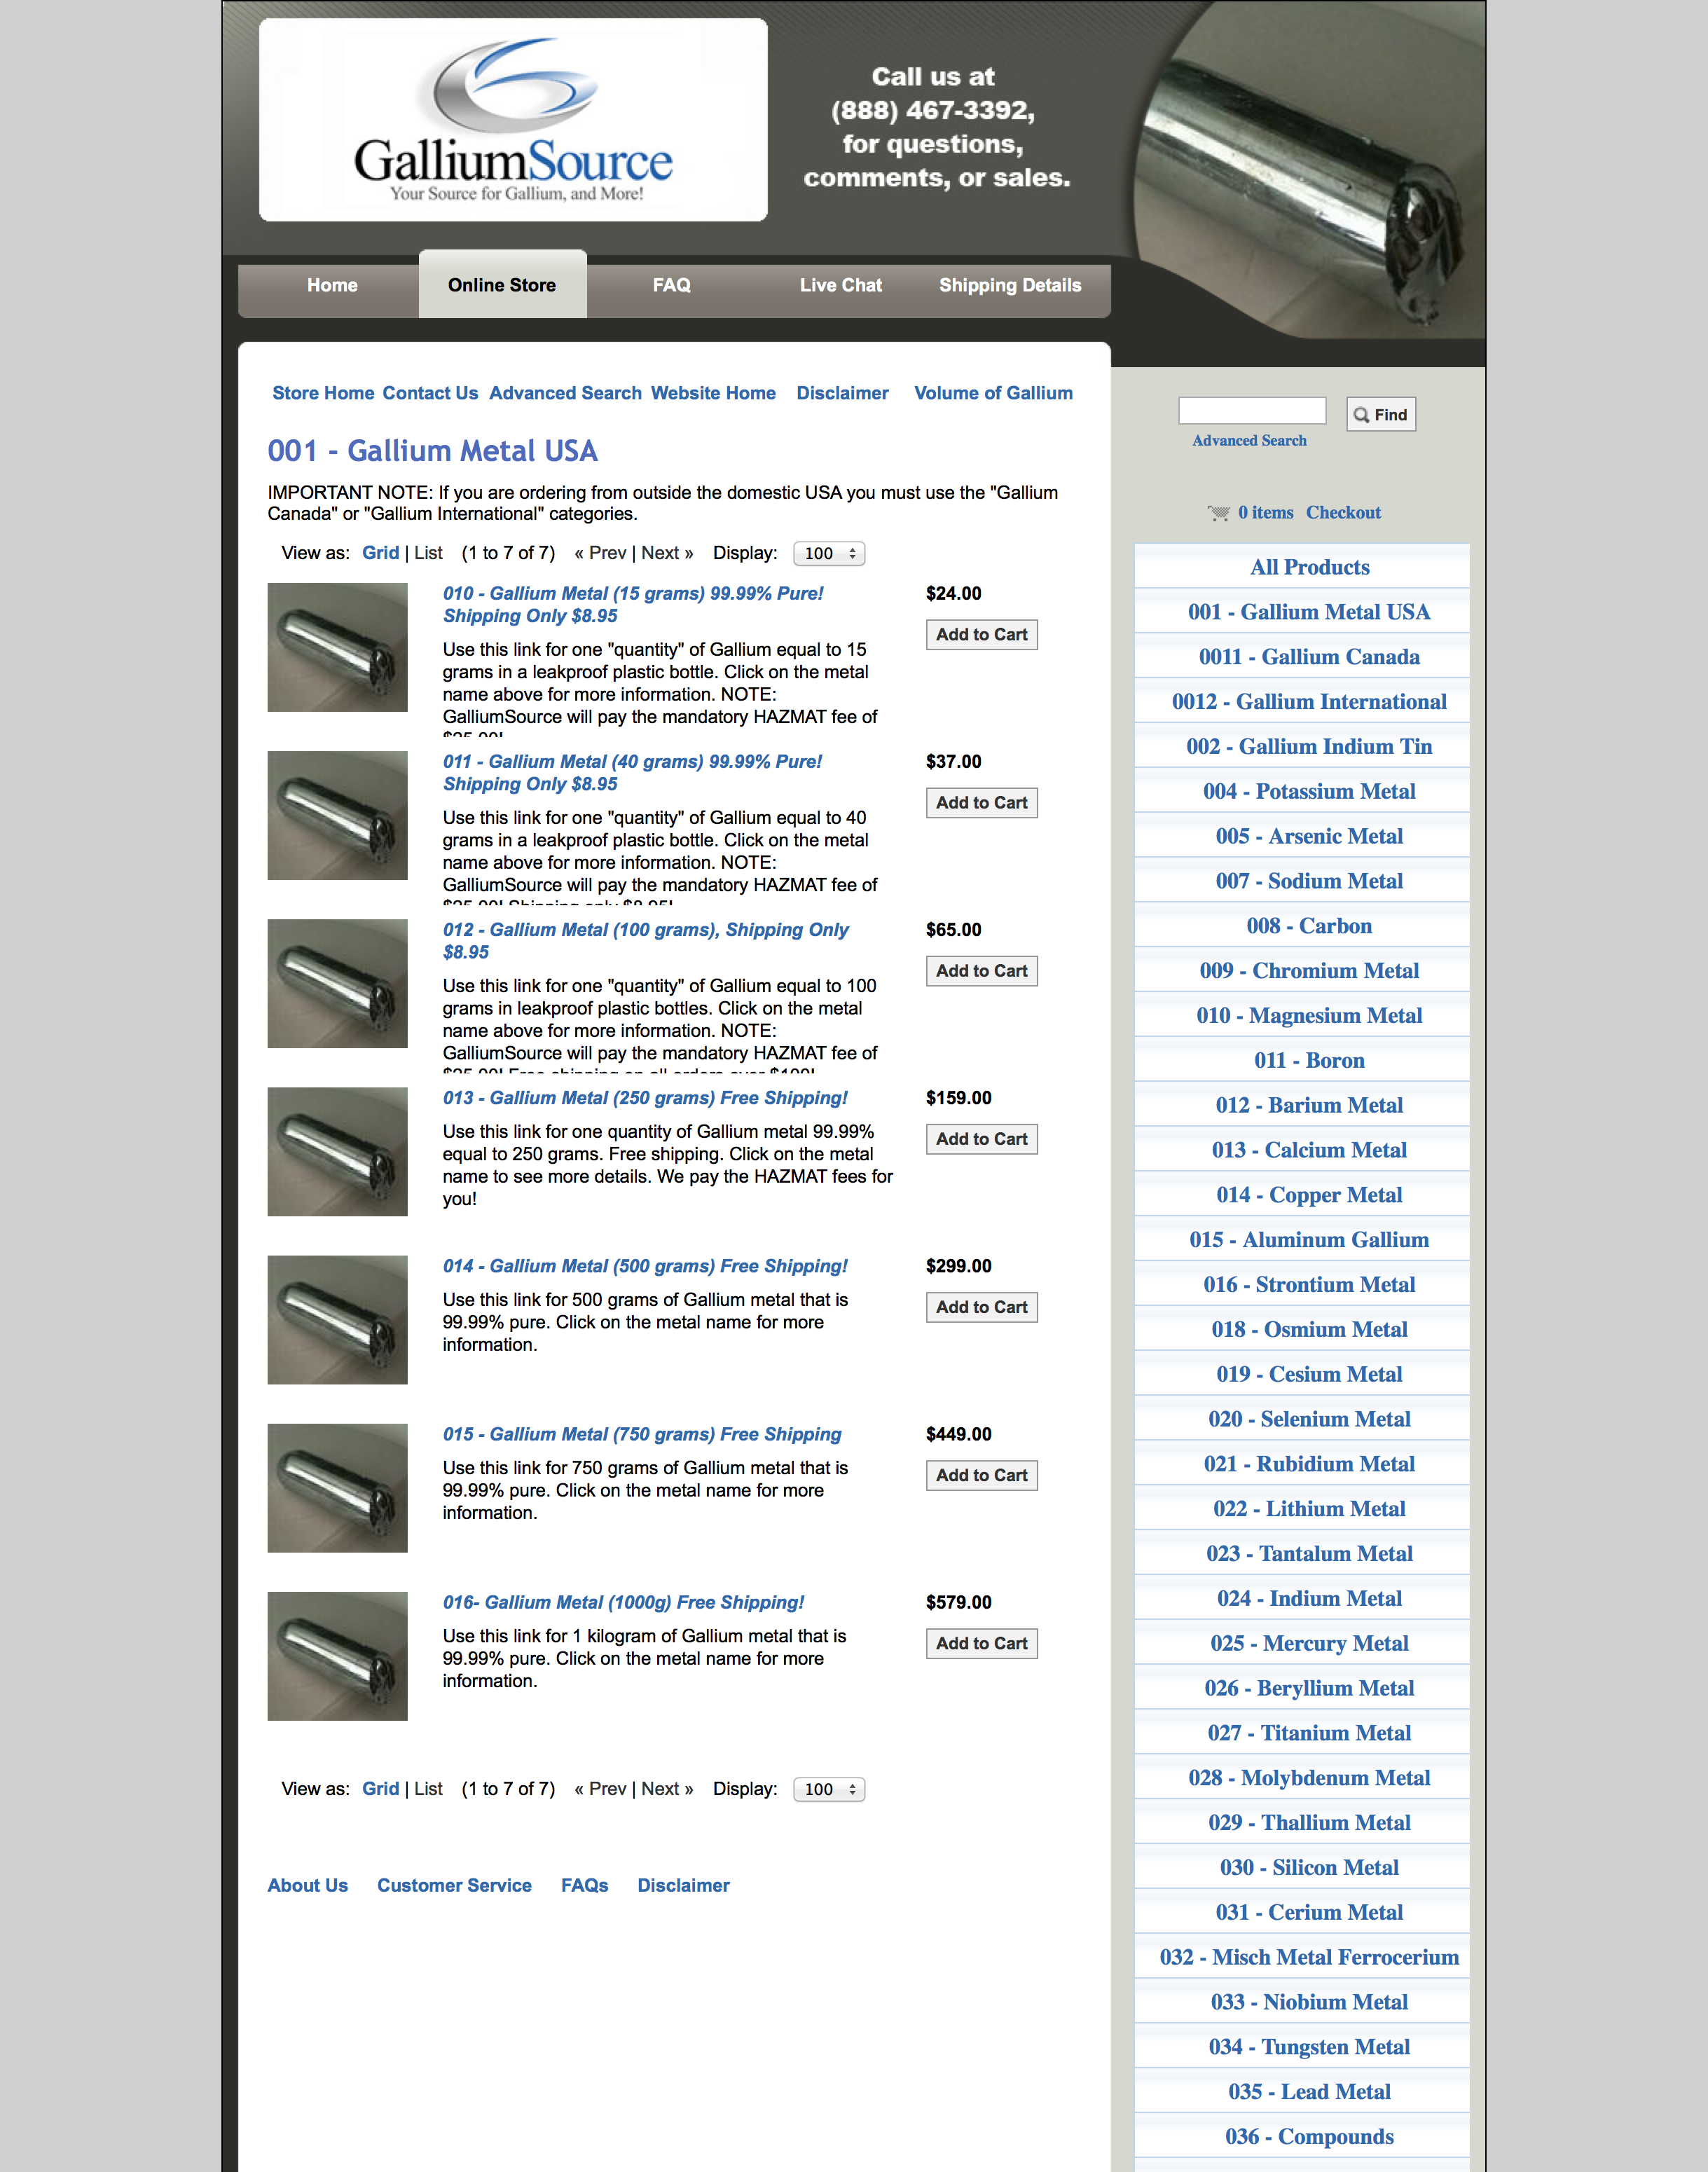 GalliumSource
Your Source for Gallium, and More!
Call us at
(888) 467-3392,
for questions,
comments, or sales.
Home Online Store FAQ Live Chat Shipping Details
Store Home Contact Us Advanced Search Website Home Disclaimer Volume of Gallium
001 - Gallium Metal USA
IMPORTANT NOTE: If you are ordering from outside the domestic USA you must use the "Gallium
Canada" or "Gallium International" categories.
View as: Grid | List (1 to 7 of 7) « Prev | Next » Display: 100
010 - Gallium Metal (15 grams) 99.99% Pure!
Shipping Only $8.95
$24.00
Add to Cart
Use this link for one "quantity" of Gallium equal to 15
grams in a leakproof plastic bottle. Click on the metal
name above for more information. NOTE:
GalliumSource will pay the mandatory HAZMAT fee of
$25.00!
011 - Gallium Metal (40 grams) 99.99% Pure!
Shipping Only $8.95
$37.00
Add to Cart
Use this link for one "quantity" of Gallium equal to 40
grams in a leakproof plastic bottle. Click on the metal
name above for more information. NOTE:
GalliumSource will pay the mandatory HAZMAT fee of
$25.00! Shipping only $8.95!
012 - Gallium Metal (100 grams), Shipping Only
$8.95
$65.00
Add to Cart
Use this link for one "quantity" of Gallium equal to 100
grams in leakproof plastic bottles. Click on the metal
name above for more information. NOTE:
GalliumSource will pay the mandatory HAZMAT fee of
$25.00! Free shipping on all orders over $100!
013 - Gallium Metal (250 grams) Free Shipping!
$159.00
Add to Cart
Use this link for one quantity of Gallium metal 99.99%
equal to 250 grams. Free shipping. Click on the metal
name to see more details. We pay the HAZMAT fees for
you!
014 - Gallium Metal (500 grams) Free Shipping!
$299.00
Add to Cart
Use this link for 500 grams of Gallium metal that is
99.99% pure. Click on the metal name for more
information.
015 - Gallium Metal (750 grams) Free Shipping
$449.00
Add to Cart
Use this link for 750 grams of Gallium metal that is
99.99% pure. Click on the metal name for more
information.
016- Gallium Metal (1000g) Free Shipping!
$579.00
Add to Cart
Use this link for 1 kilogram of Gallium metal that is
99.99% pure. Click on the metal name for more
information.
View as: Grid | List (1 to 7 of 7) « Prev | Next » Display: 100
About Us Customer Service FAQs Disclaimer
Find
Advanced Search
0 items Checkout
All Products
001 - Gallium Metal USA
0011 - Gallium Canada
0012 - Gallium International
002 - Gallium Indium Tin
004 - Potassium Metal
005 - Arsenic Metal
007 - Sodium Metal
008 - Carbon
009 - Chromium Metal
010 - Magnesium Metal
011 - Boron
012 - Barium Metal
013 - Calcium Metal
014 - Copper Metal
015 - Aluminum Gallium
016 - Strontium Metal
018 - Osmium Metal
019 - Cesium Metal
020 - Selenium Metal
021 - Rubidium Metal
022 - Lithium Metal
023 - Tantalum Metal
024 - Indium Metal
025 - Mercury Metal
026 - Beryllium Metal
027 - Titanium Metal
028 - Molybdenum Metal
029 - Thallium Metal
030 - Silicon Metal
031 - Cerium Metal
032 - Misch Metal Ferrocerium
033 - Niobium Metal
034 - Tungsten Metal
035 - Lead Metal
036 - Compounds